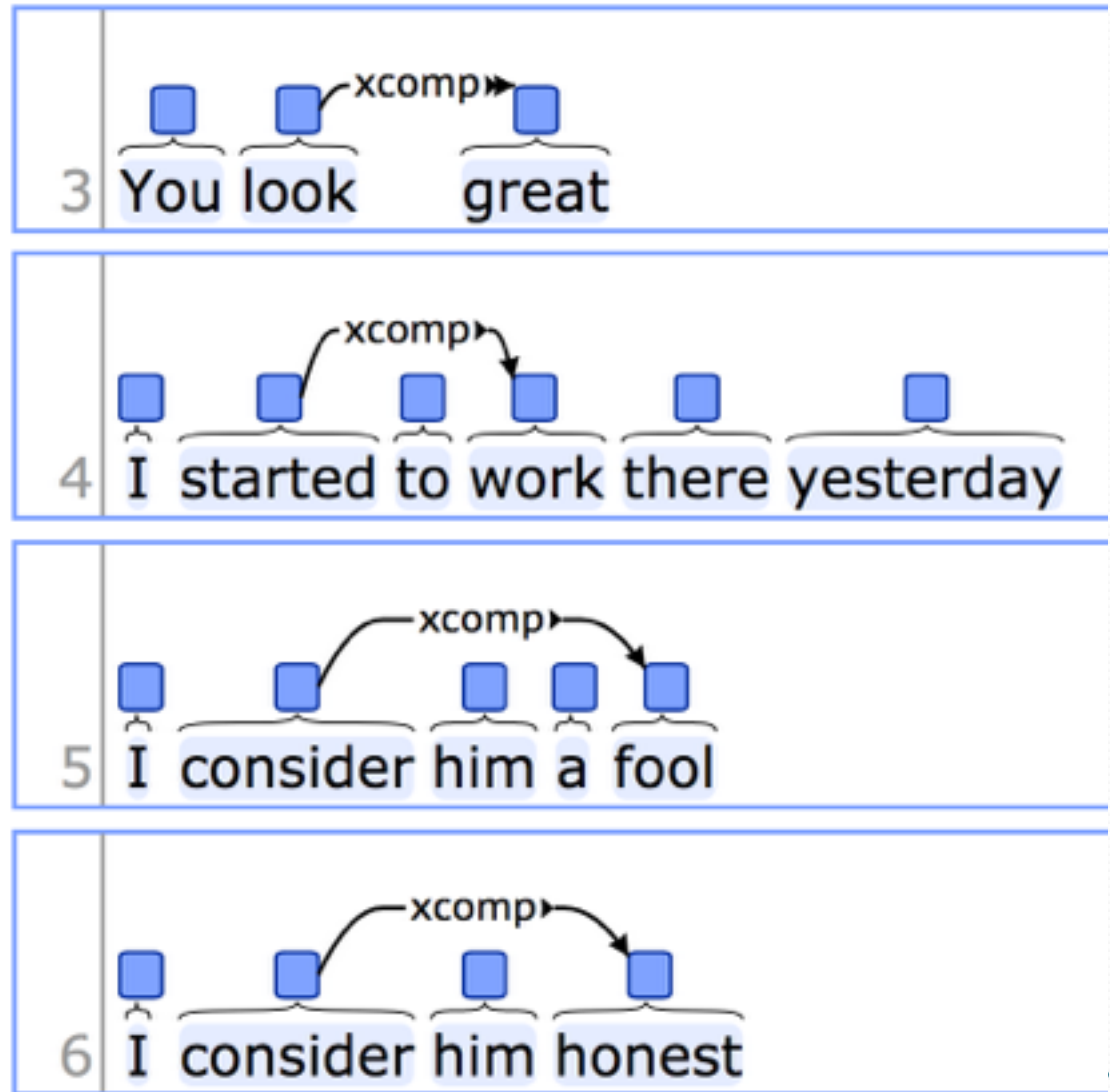 xcomp
3 You look great
xcomp
4 I started to work there yesterday
xcomp
5 I consider him a fool
xcomp
6 I consider him honest